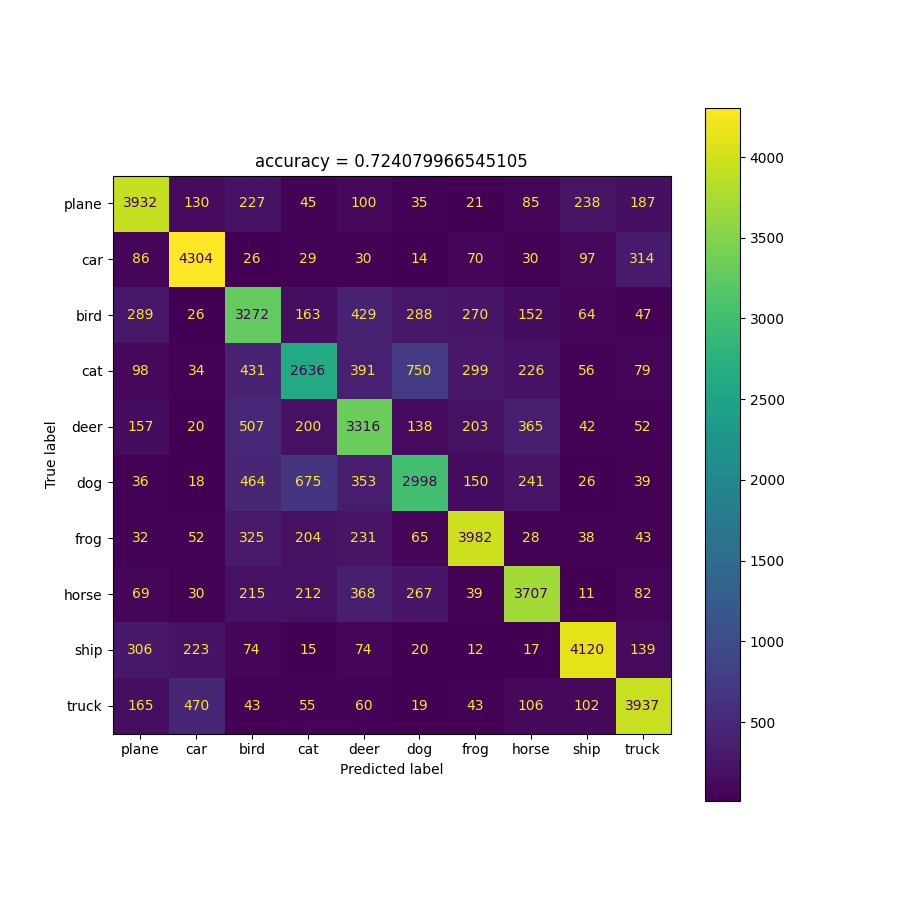 accuracy = 0.724079966545105
plane 3932 130 227 45 100 35 21 85 238 187
car 86 4304 26 29 30 14 70 30 97 314
bird 289 26 3272 163 429 288 270 152 64 47
cat 98 34 431 2636 391 750 299 226 56 79
deer 157 20 507 200 3316 138 203 365 42 52
dog 36 18 464 675 353 2998 150 241 26 39
frog 32 52 325 204 231 65 3982 28 38 43
horse 69 30 215 212 368 267 39 3707 11 82
ship 306 223 74 15 74 20 12 17 4120 139
truck 165 470 43 55 60 19 43 106 102 3937
plane car bird cat deer dog frog horse ship truck
Predicted label
True label
4000
3500
3000
2500
2000
1500
1000
500